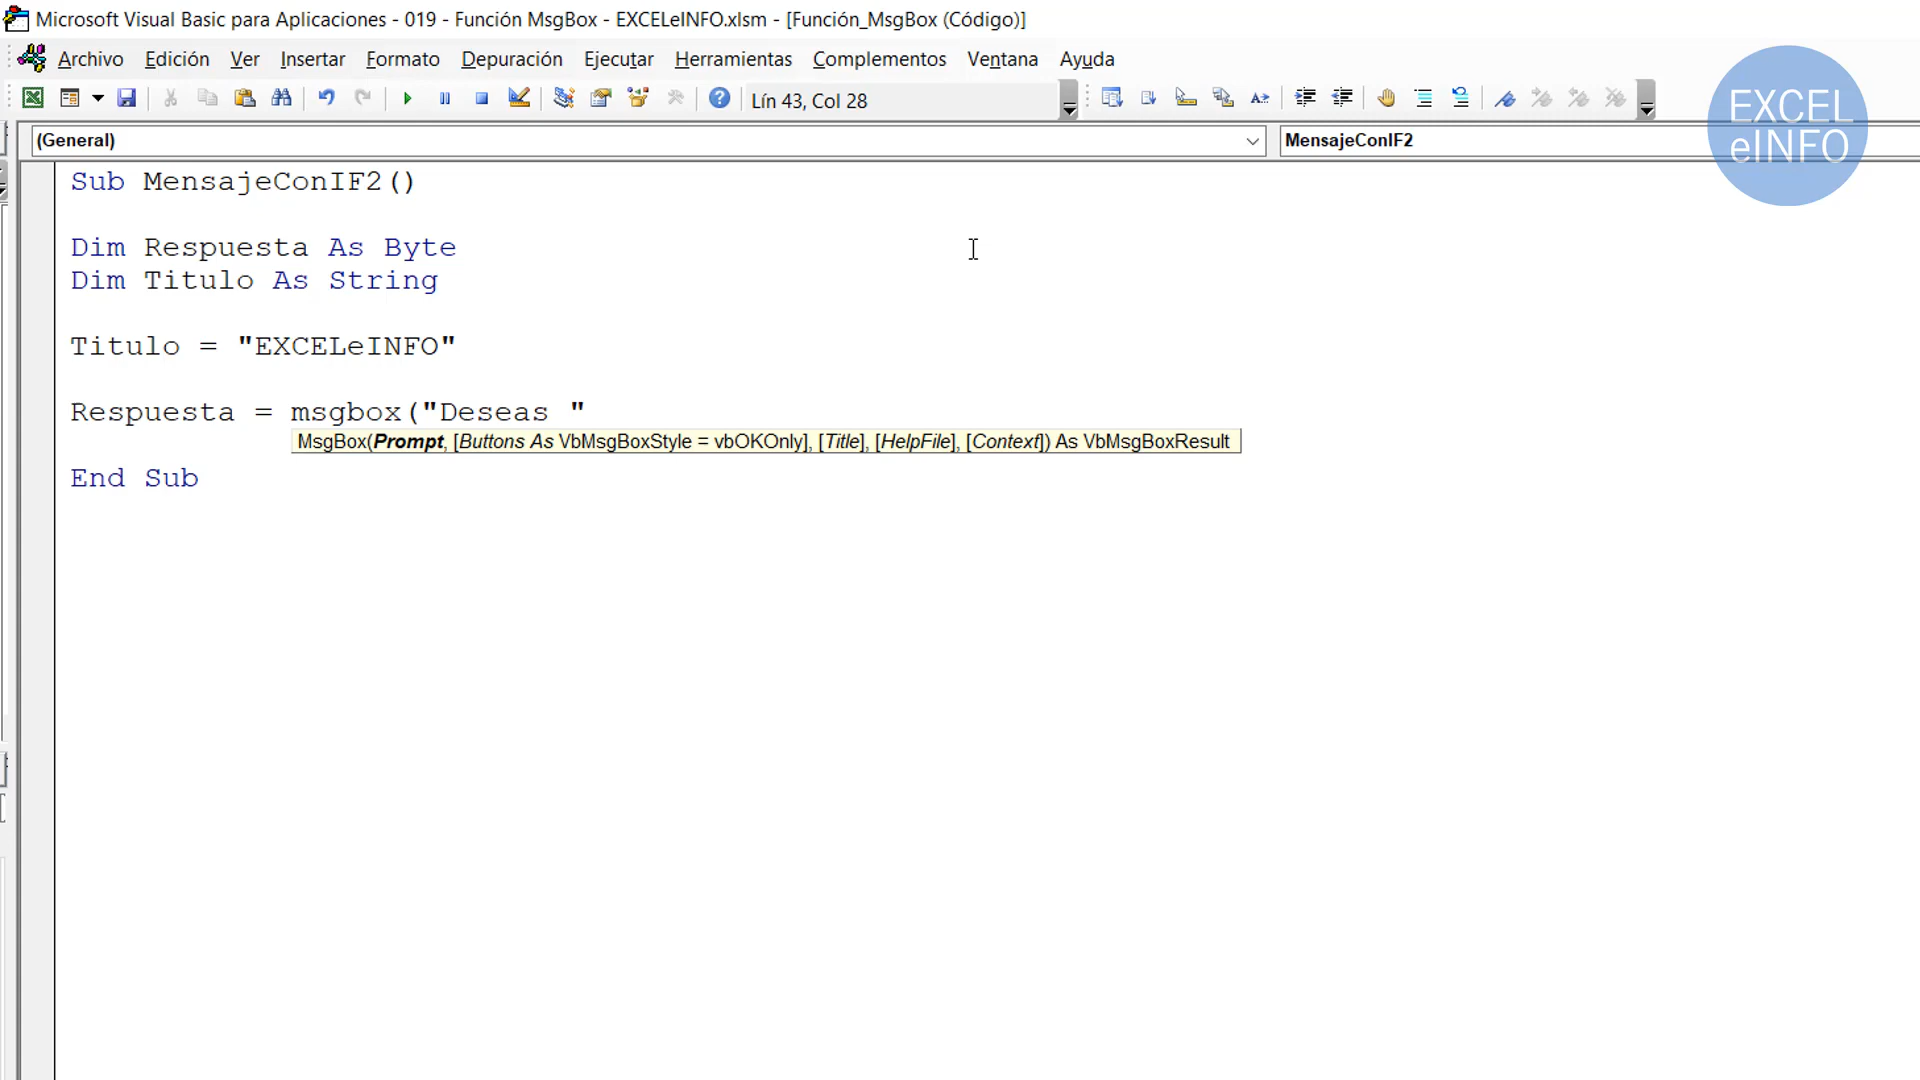 Microsoft Visual Basic para Aplicaciones - 019 - Función MsgBox - EXCELeINFO.xlsm - [Función_MsgBox (Código)]
Archivo Edición Ver Insertar Formato Depuración Ejecutar Herramientas Complementos Ventana Ayuda
Lín 43, Col 28
EXCEL
eINFO
(General) MensajeConIF2
Sub MensajeConIF2()
Dim Respuesta As Byte
Dim Titulo As String
Titulo = "EXCELeINFO"
Respuesta = msgbox("Deseas "
MsgBox(Prompt, [Buttons As VbMsgBoxStyle = vbOKOnly], [Title], [HelpFile], [Context]) As VbMsgBoxResult
End Sub